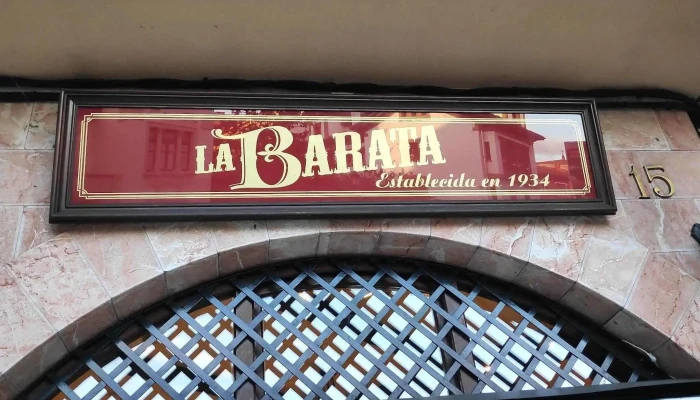 LA BARATA
Establecida en 1934
15